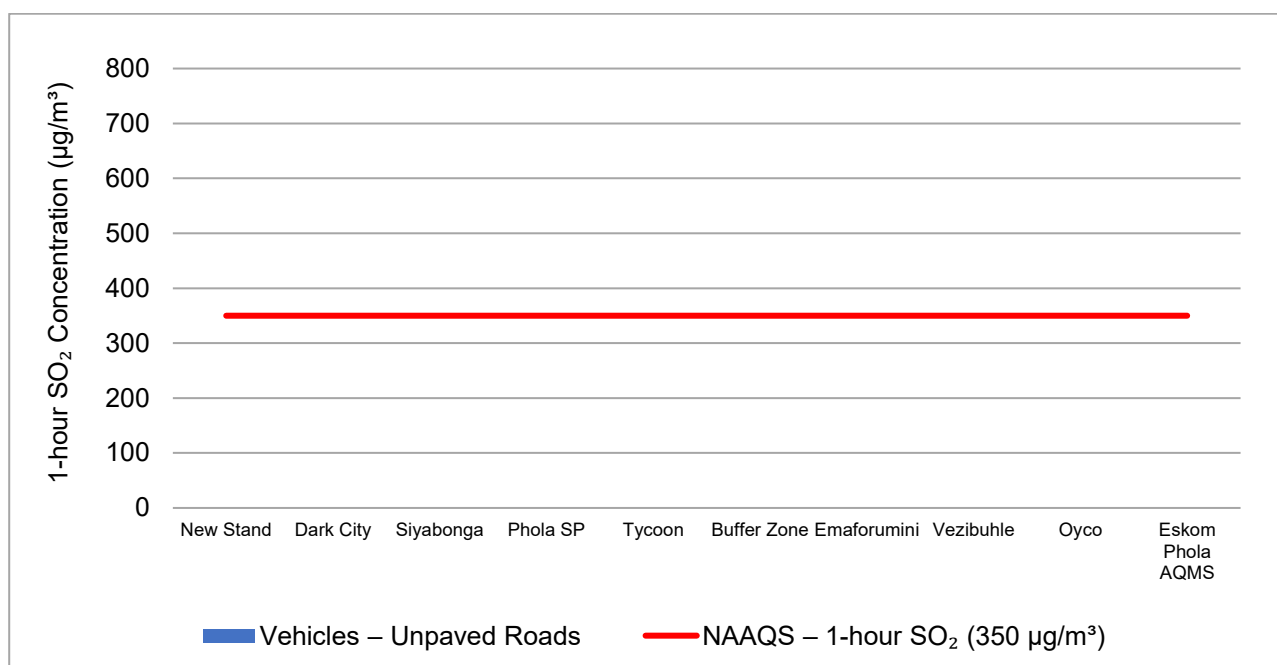 1-hour SO₂ Concentration (µg/m³)
800
700
600
500
400
300
200
100
0
New Stand
Dark City
Siyabonga
Phola SP
Tycoon
Buffer Zone
Emaforumini
Vezibuhle
Oyco
Eskom
Phola
AQMS
Vehicles – Unpaved Roads
NAAQS – 1-hour SO₂ (350 µg/m³)